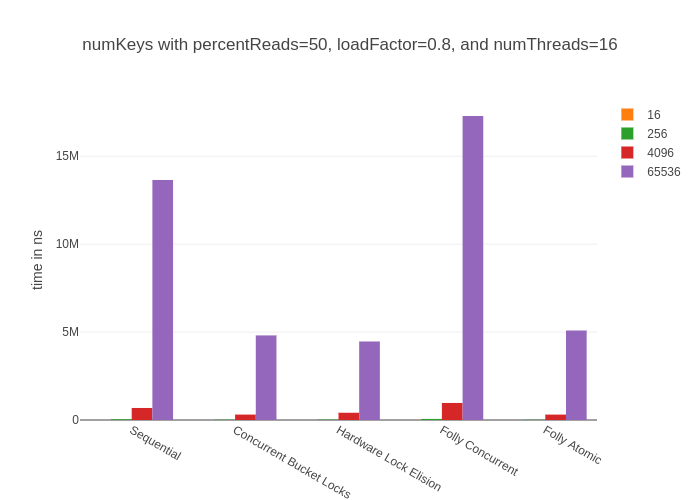 numKeys with percentReads=50, loadFactor=0.8, and numThreads=16
16
256
4096
65536
15M
10M
5M
0
time in ns
Sequential
Concurrent Bucket Locks
Hardware Lock Elision
Folly Concurrent
Folly Atomic